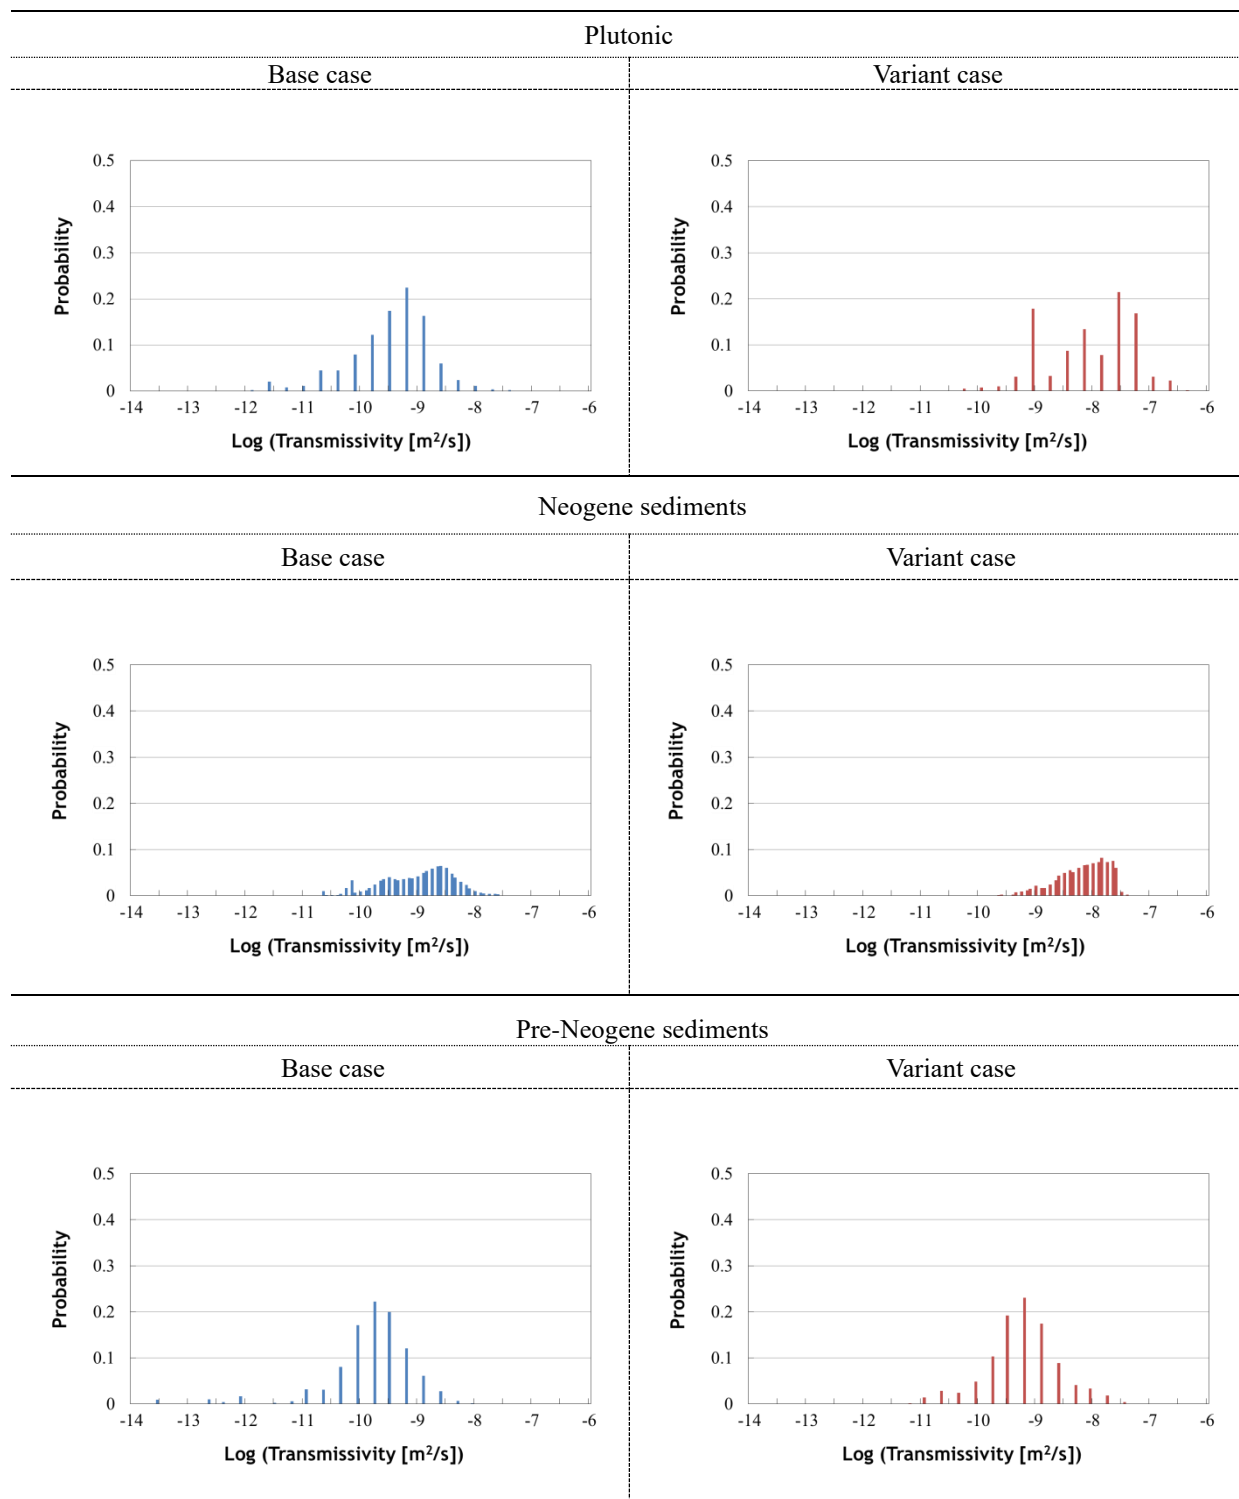 Plutonic
Base case
Variant case
0.5
0.4
0.3
0.2
0.1
0
Probability
-14 -13 -12 -11 -10 -9 -8 -7 -6
Log (Transmissivity [m²/s])
0.5
0.4
0.3
0.2
0.1
0
Probability
-14 -13 -12 -11 -10 -9 -8 -7 -6
Log (Transmissivity [m²/s])
Neogene sediments
Base case
Variant case
0.5
0.4
0.3
0.2
0.1
0
Probability
-14 -13 -12 -11 -10 -9 -8 -7 -6
Log (Transmissivity [m²/s])
0.5
0.4
0.3
0.2
0.1
0
Probability
-14 -13 -12 -11 -10 -9 -8 -7 -6
Log (Transmissivity [m²/s])
Pre-Neogene sediments
Base case
Variant case
0.5
0.4
0.3
0.2
0.1
0
Probability
-14 -13 -12 -11 -10 -9 -8 -7 -6
Log (Transmissivity [m²/s])
0.5
0.4
0.3
0.2
0.1
0
Probability
-14 -13 -12 -11 -10 -9 -8 -7 -6
Log (Transmissivity [m²/s])